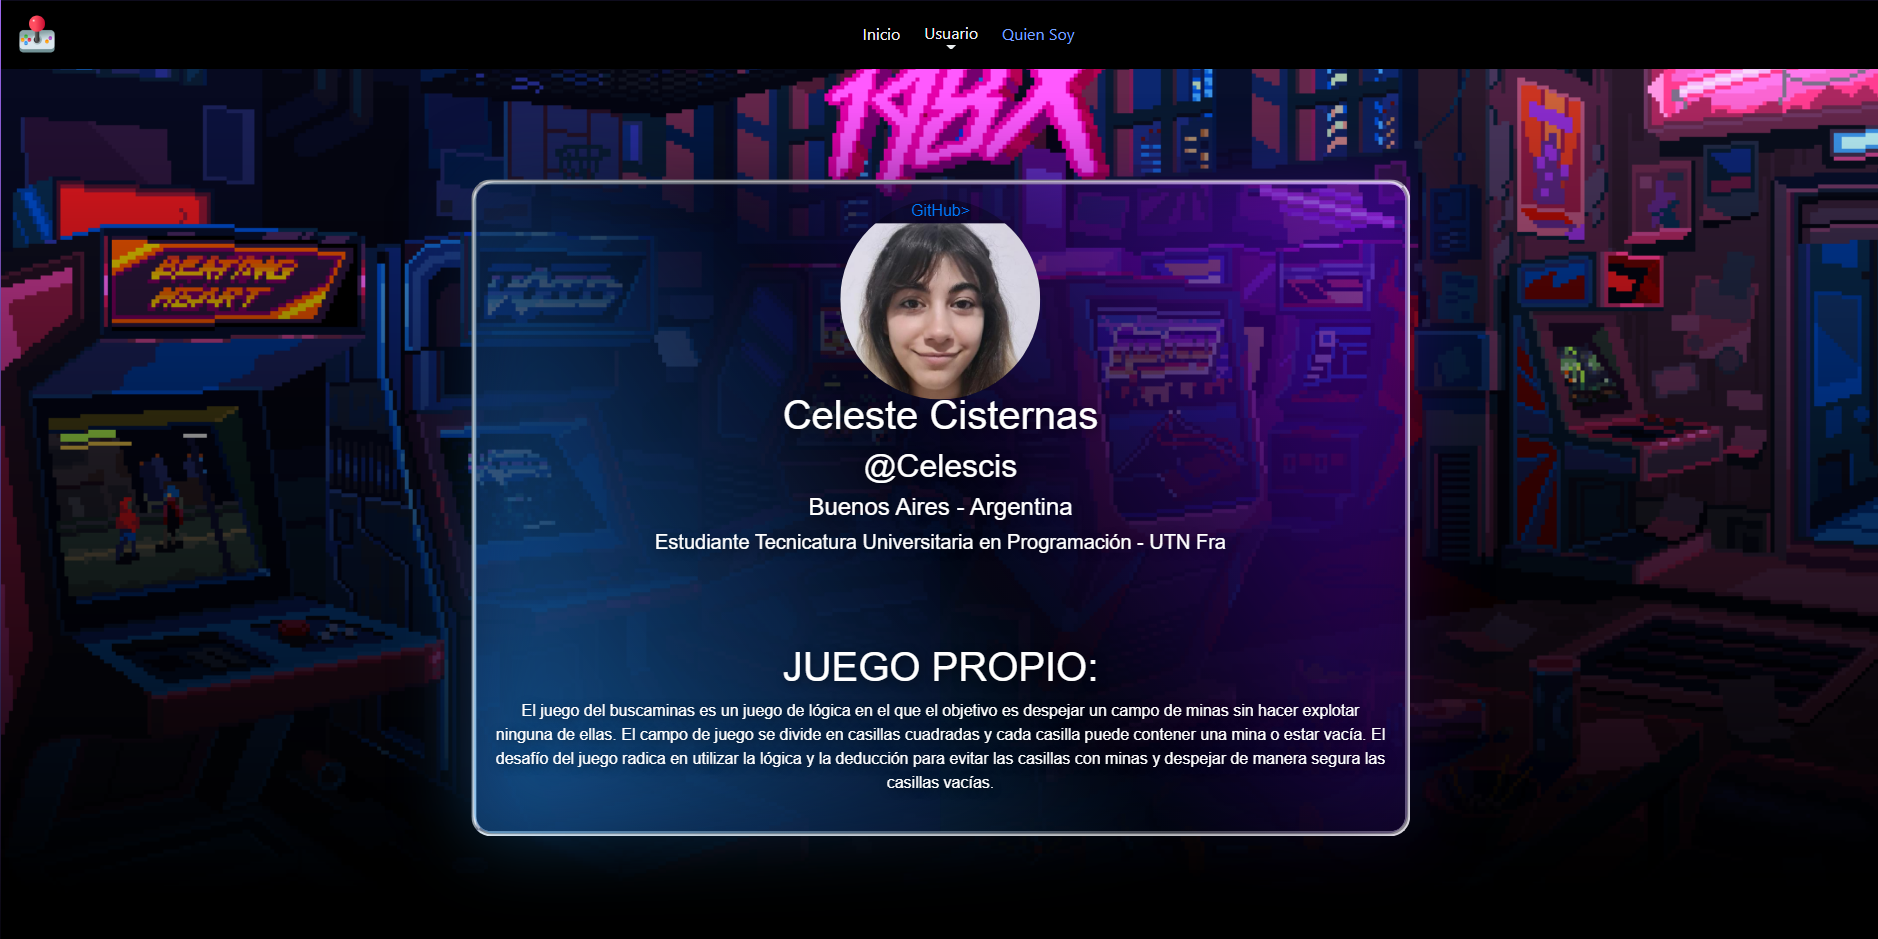 Inicio Usuario Quien Soy
198X
BEATING
HEART
GitHub>
Celeste Cisternas
@Celescis
Buenos Aires - Argentina
Estudiante Tecnicatura Universitaria en Programación - UTN Fra
JUEGO PROPIO:
El juego del buscaminas es un juego de lógica en el que el objetivo es despejar un campo de minas sin hacer explotar
ninguna de ellas. El campo de juego se divide en casillas cuadradas y cada casilla puede contener una mina o estar vacía. El
desafío del juego radica en utilizar la lógica y la deducción para evitar las casillas con minas y despejar de manera segura las
casillas vacías.